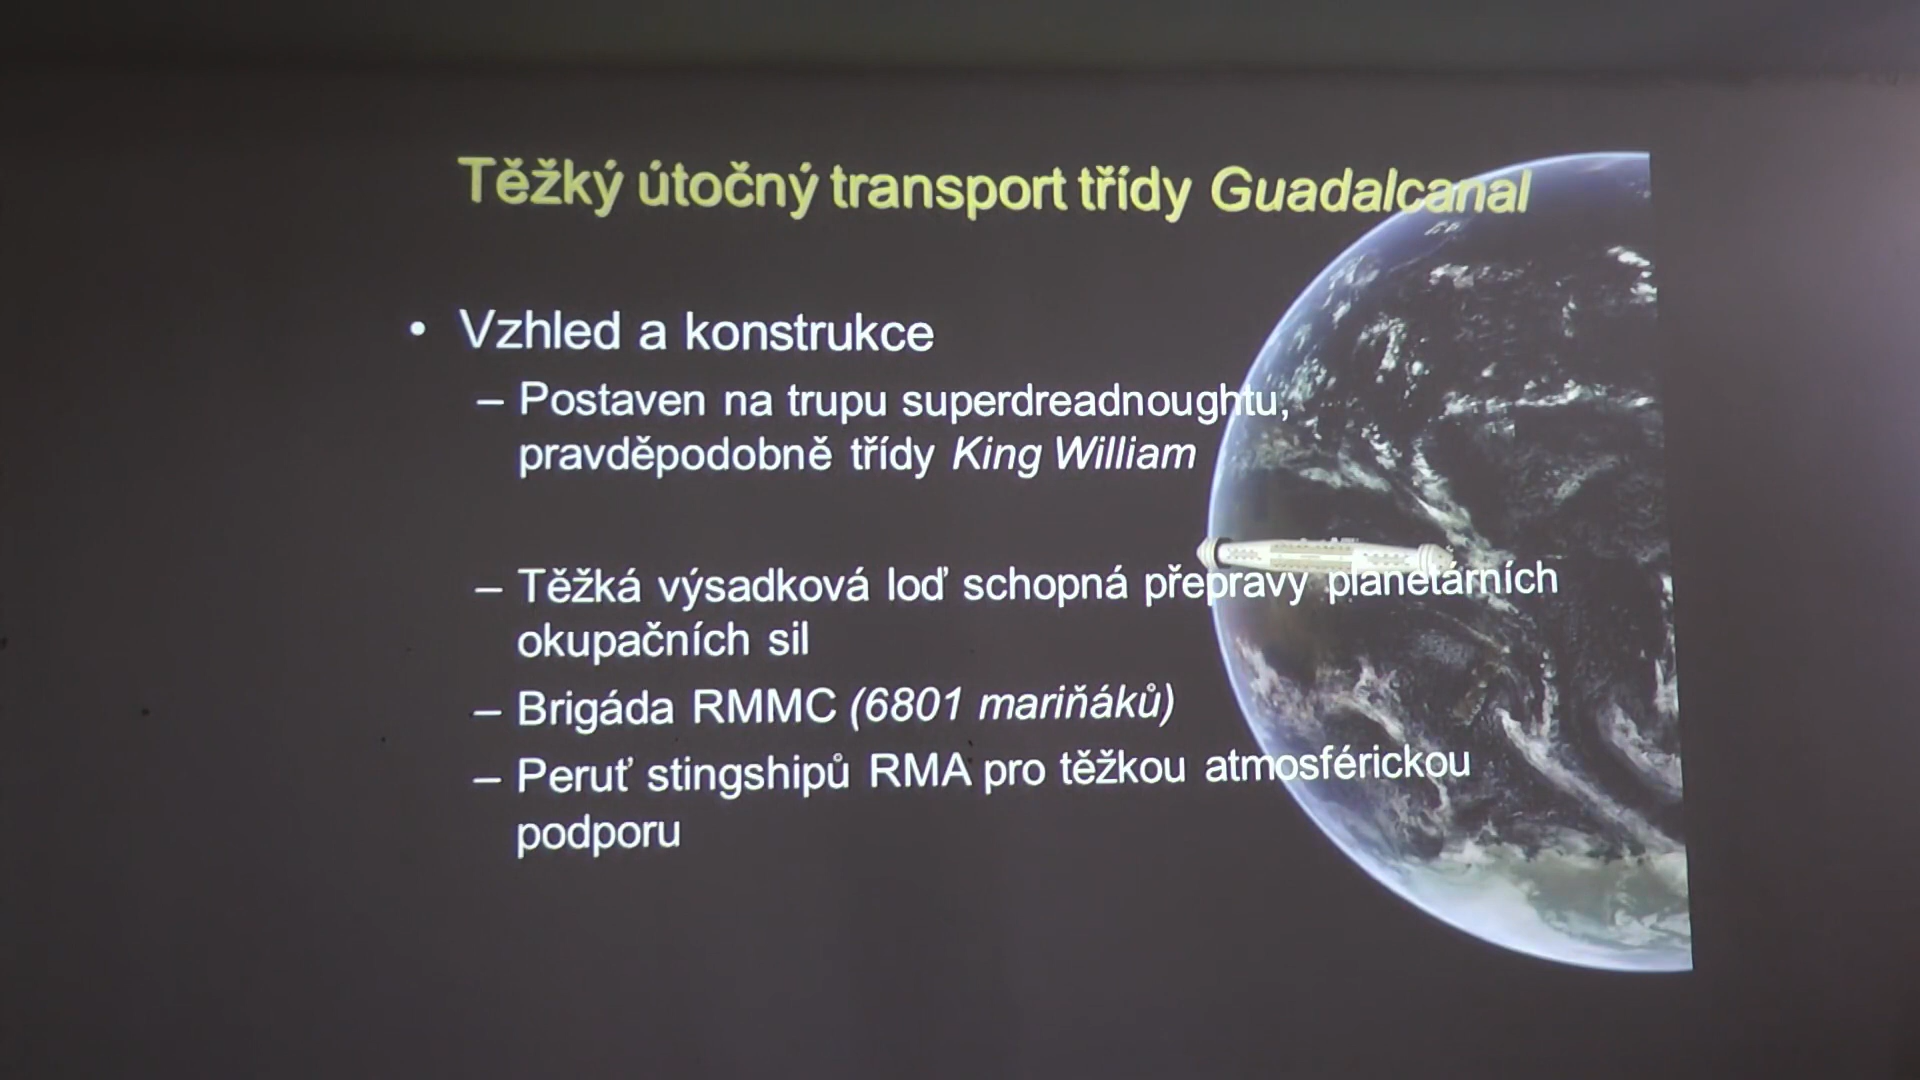 Těžký útočný transport třídy Guadalcanal
• Vzhled a konstrukce
– Postaven na trupu superdreadnoughtu,
pravděpodobně třídy King William
– Těžká výsadková loď schopná přepravy planetárních
okupačních sil
– Brigáda RMMC (6801 mariňáků)
– Peruť stingshipů RMA pro těžkou atmosférickou
podporu